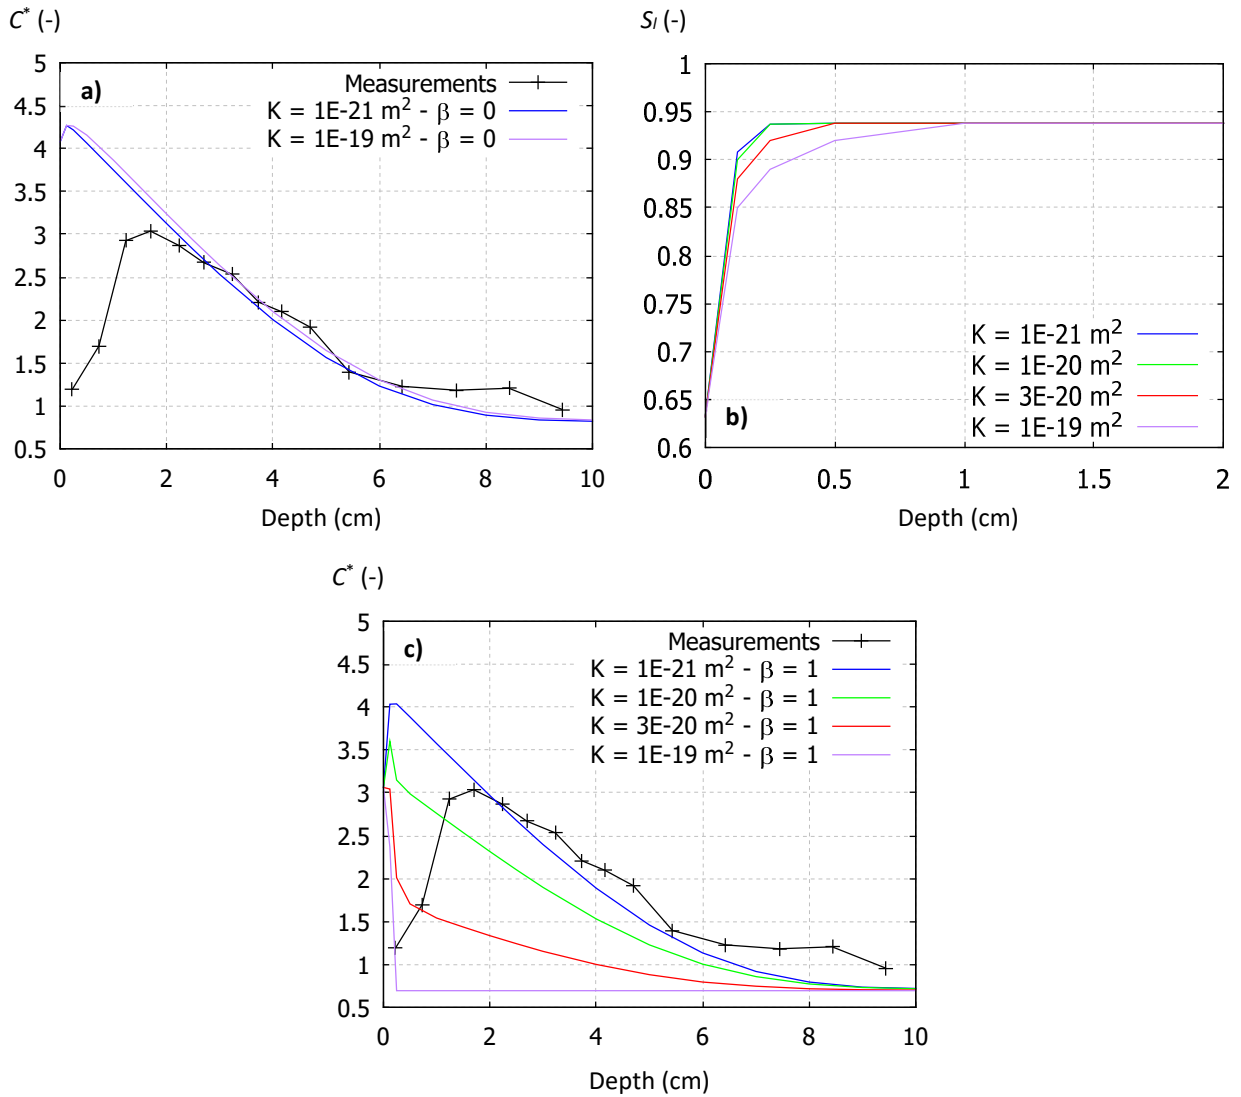 C* (-)
a)
Measurements
K = 1E-21 m² - β = 0
K = 1E-19 m² - β = 0
5
4.5
4
3.5
3
2.5
2
1.5
1
0.5
0 2 4 6 8 10
Depth (cm)
Sl (-)
1
0.95
0.9
0.85
0.8
0.75
0.7
0.65
0.6
K = 1E-21 m²
K = 1E-20 m²
K = 3E-20 m²
K = 1E-19 m²
b)
0 0.5 1 1.5 2
Depth (cm)
C* (-)
c)
Measurements
K = 1E-21 m² - β = 1
K = 1E-20 m² - β = 1
K = 3E-20 m² - β = 1
K = 1E-19 m² - β = 1
5
4.5
4
3.5
3
2.5
2
1.5
1
0.5
0 2 4 6 8 10
Depth (cm)